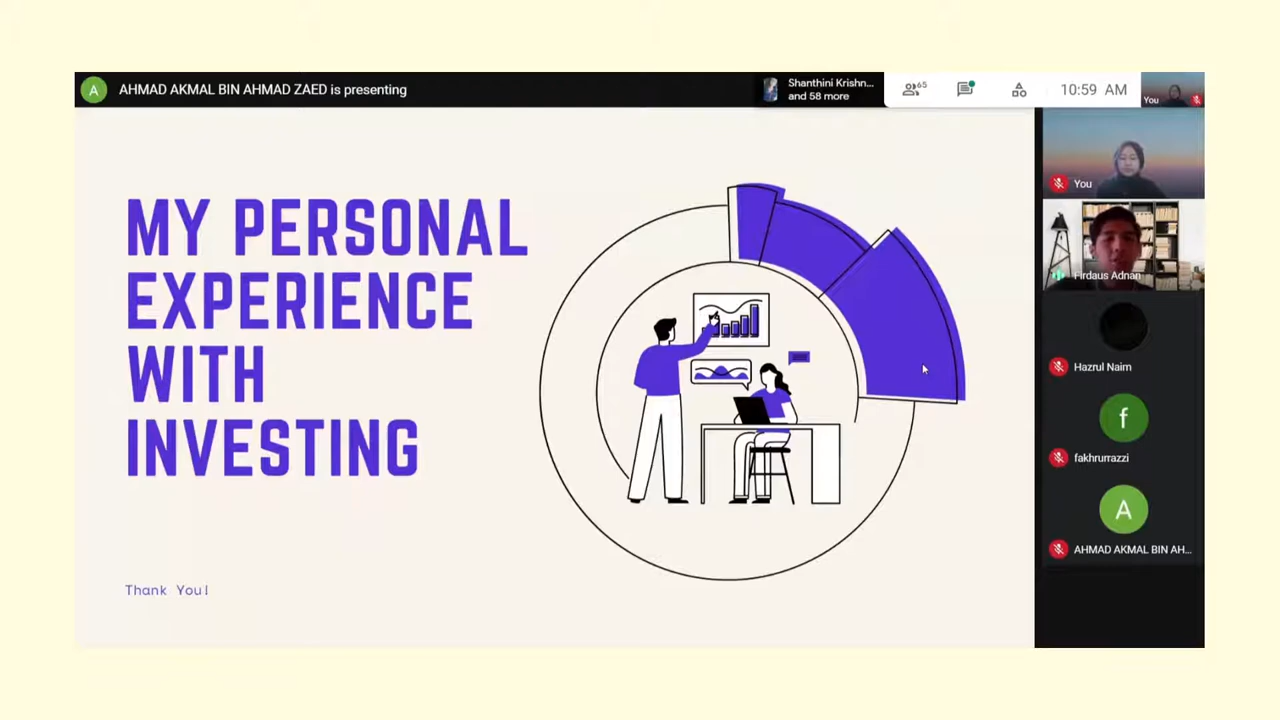 A
AHMAD AKMAL BIN AHMAD ZAED is presenting
Shanthini Krishn...
and 58 more
65
10:59 AM
You
MY PERSONAL
EXPERIENCE
WITH
INVESTING
Thank You!
You
Firdaus Adnan
Hazrul Naim
f
fakhrurrazzi
A
AHMAD AKMAL BIN AH...